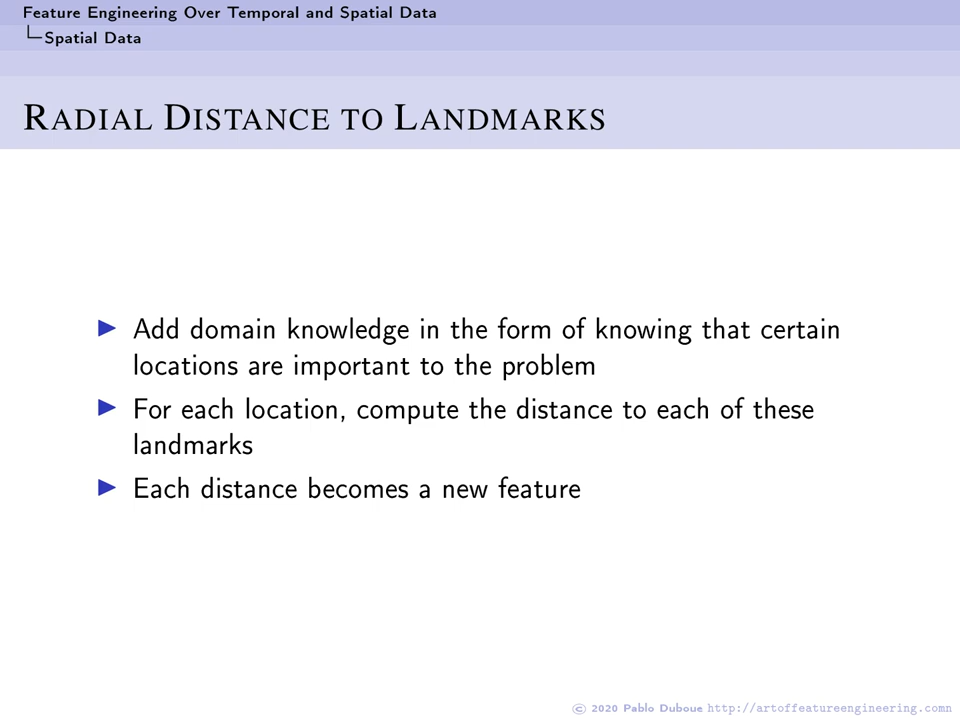 Feature Engineering Over Temporal and Spatial Data
Spatial Data
RADIAL DISTANCE TO LANDMARKS
Add domain knowledge in the form of knowing that certain
locations are important to the problem
For each location, compute the distance to each of these
landmarks
Each distance becomes a new feature
© 2020 Pablo Duboue http://artoffeatureengineering.comn